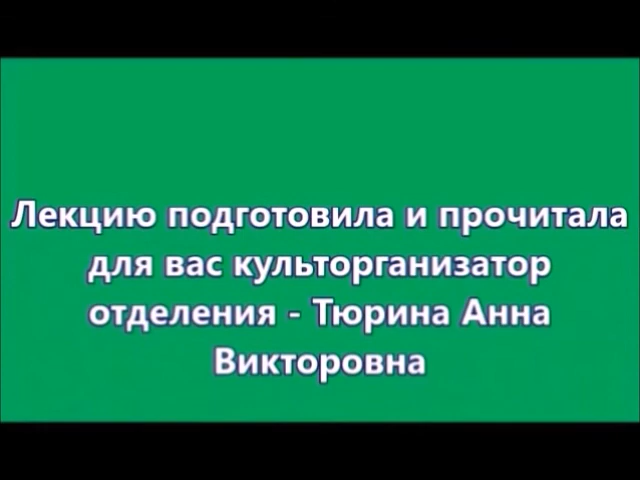 Лекцию подготовила и прочитала
для вас культорганизатор
отделения - Тюрина Анна
Викторовна